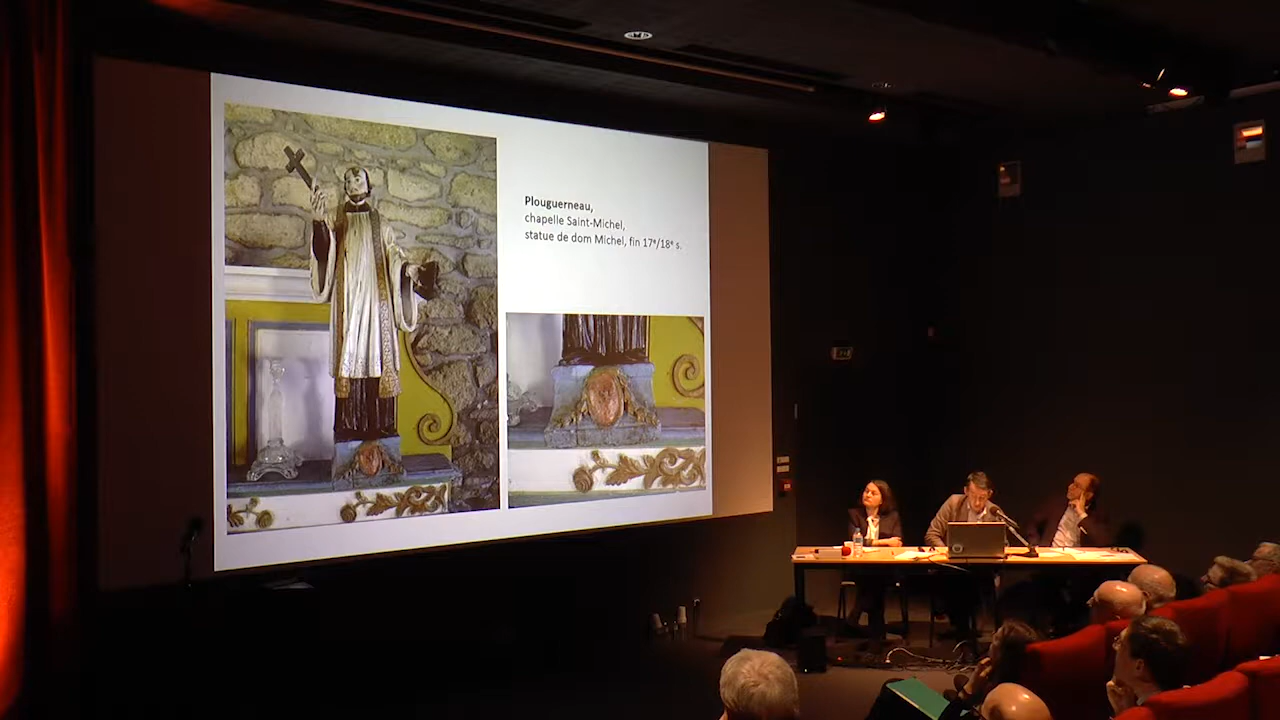 Plouguerneau,
chapelle Saint-Michel,
statue de dom Michel, fin 17ᵉ/18ᵉ s.